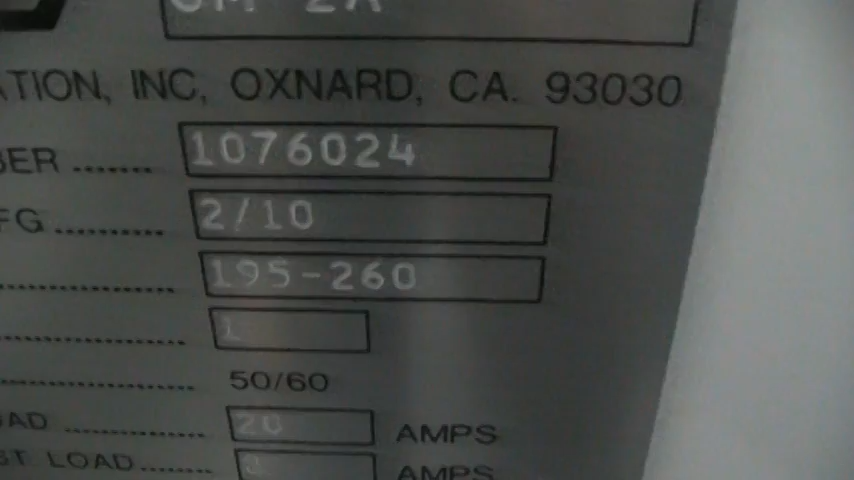 ATION, INC, OXNARD, CA. 93030
BER ....... 1076024
FG ......... 2/10
................. 195-260
................ 1
................. 50/60
AD .............. 20 AMPS
ST LOAD ........ AMPS